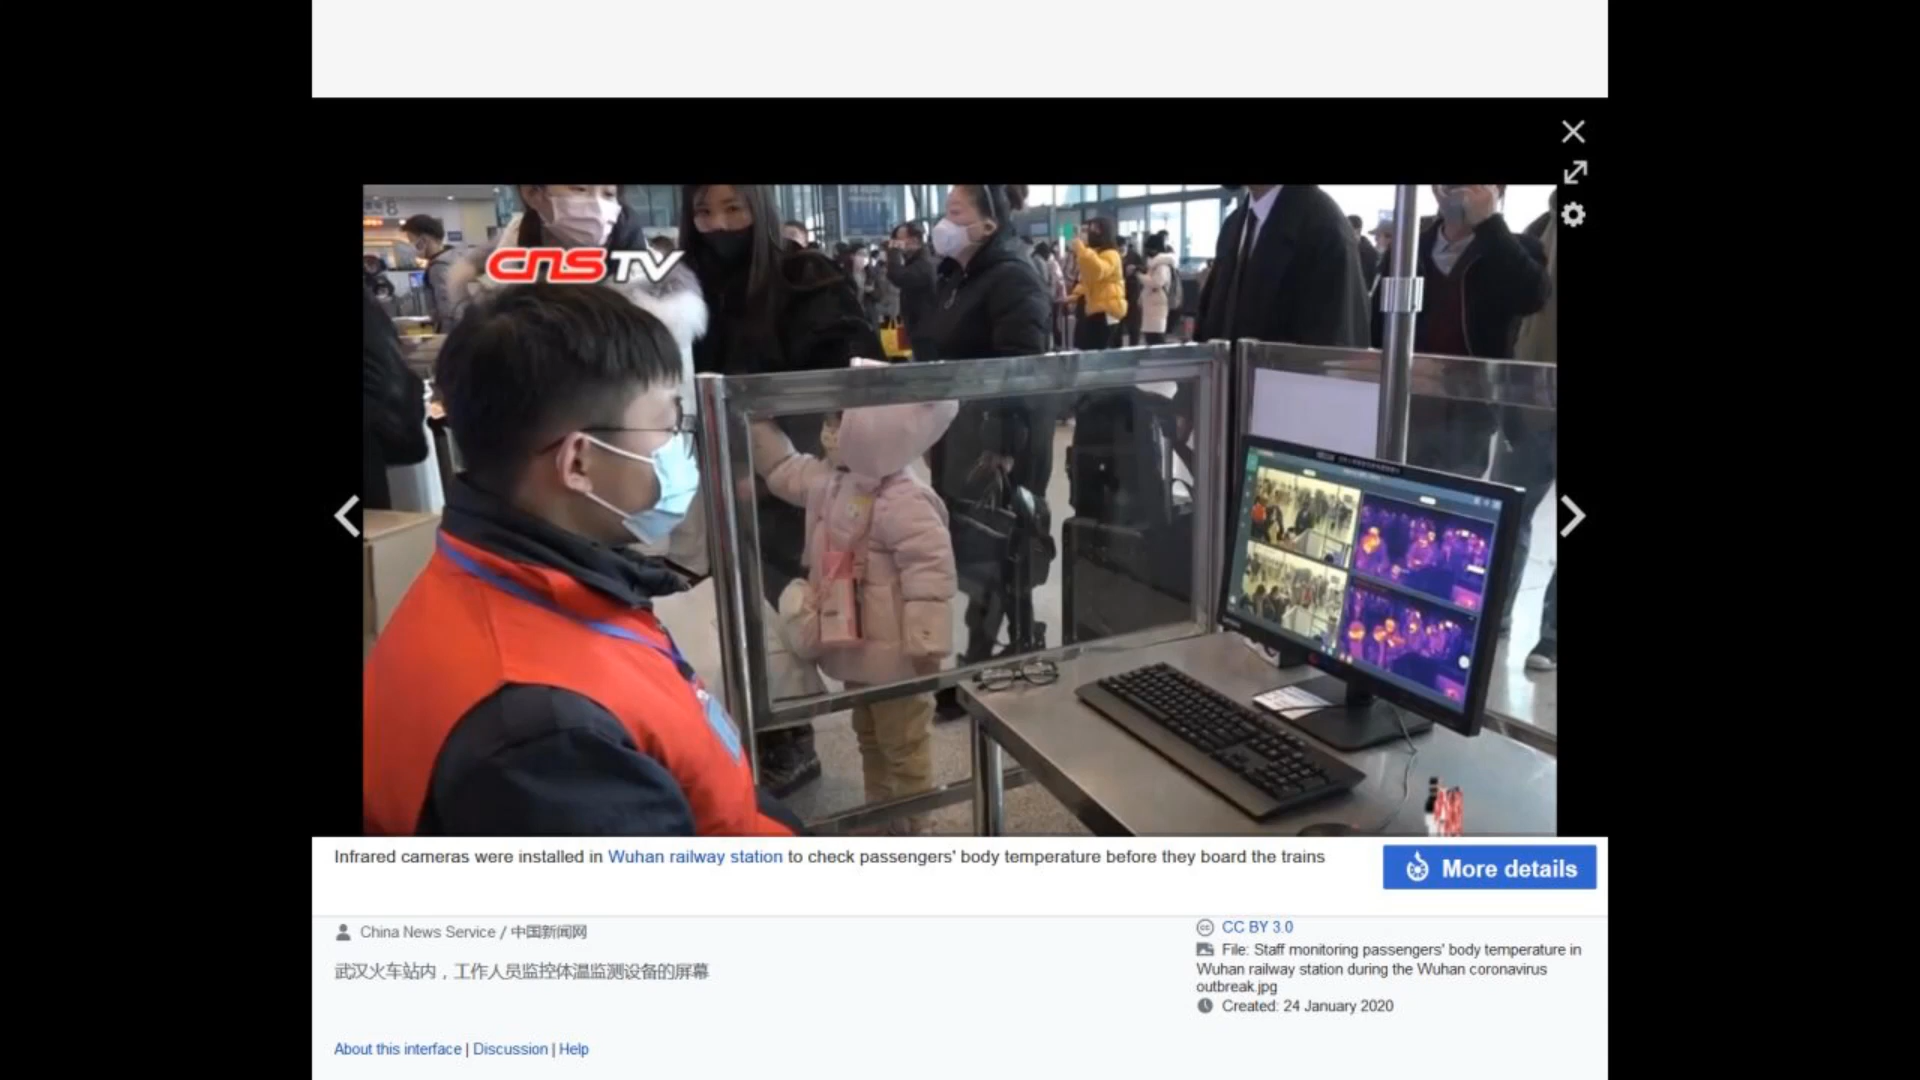 CNSTV
Infrared cameras were installed in Wuhan railway station to check passengers' body temperature before they board the trains
More details
China News Service / 中国新闻网
武汉火车站内，工作人员监控体温监测设备的屏幕
CC BY 3.0
File: Staff monitoring passengers' body temperature in
Wuhan railway station during the Wuhan coronavirus
outbreak.jpg
Created: 24 January 2020
About this interface | Discussion | Help